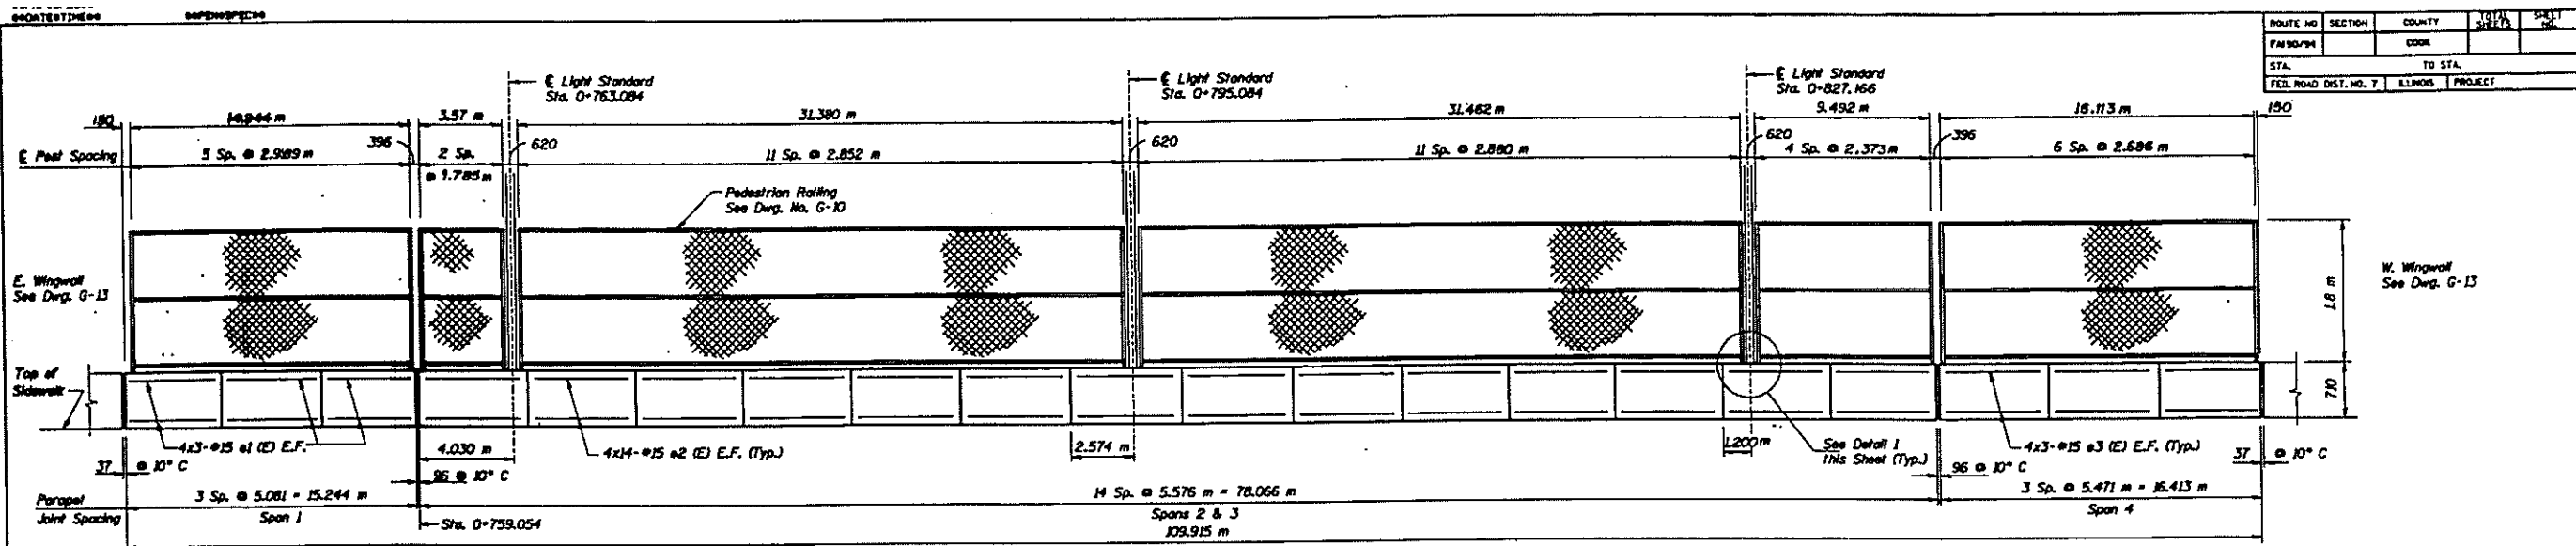 **DATE&TIME** **PEN*SPEC**
ROUTE NO SECTION COUNTY TOTAL SHEETS SHEET NO.
FAI90/94 COOK
STA. TO STA.
FED. ROAD DIST. NO. 7 ILLINOIS PROJECT
℄ Light Standard
Sta. 0+763.084
℄ Light Standard
Sta. 0+795.084
℄ Light Standard
Sta. 0+827.166
150 14.944 m 3.57 m 31.380 m 31.462 m 9.492 m 16.113 m 150
396 620 620 620 396
℄ Post Spacing 5 Sp. @ 2.989 m 2 Sp. @ 1.785 m 11 Sp. @ 2.852 m 11 Sp. @ 2.860 m 4 Sp. @ 2.373 m 6 Sp. @ 2.686 m
Pedestrian Railing
See Dwg. No. G-10
E. Wingwall
See Dwg. G-13
W. Wingwall
See Dwg. G-13
1.8 m
Top of
Sidewalk
710
4x3-#15 e1 (E) E.F.
4.030 m
4x14-#15 e2 (E) E.F. (Typ.)
2.574 m
1.200 m
See Detail 1
this Sheet (Typ.)
4x3-#15 e3 (E) E.F. (Typ.)
37 @ 10° C
96 @ 10° C
96 @ 10° C
37 @ 10° C
Parapet
Joint Spacing
3 Sp. @ 5.081 = 15.244 m
Span 1
Sta. 0+759.054
14 Sp. @ 5.576 m = 78.066 m
Spans 2 & 3
109.915 m
3 Sp. @ 5.471 m = 16.413 m
Span 4